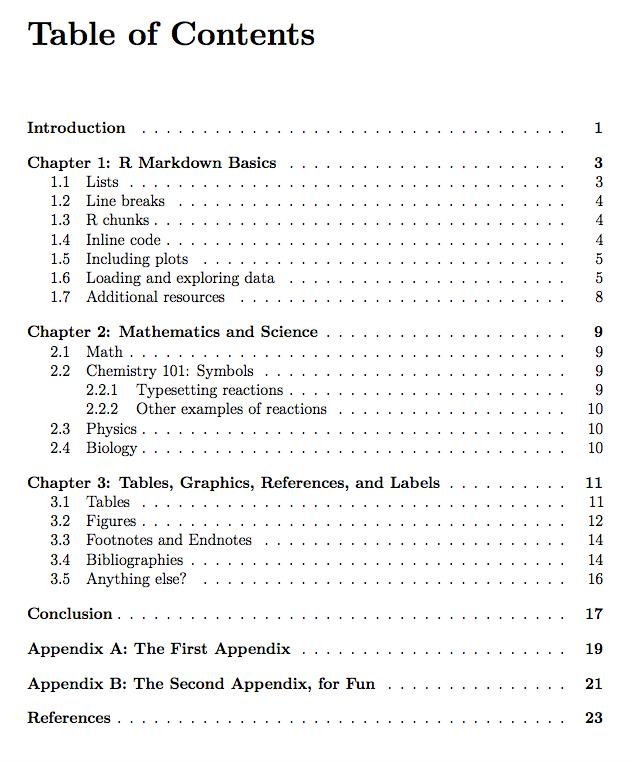 Table of Contents
Introduction . . . . . . . . . . . . . . . . . . . . . . . . . . . . . . . . . . . 1
Chapter 1: R Markdown Basics . . . . . . . . . . . . . . . . . . . . . . . 3
1.1 Lists . . . . . . . . . . . . . . . . . . . . . . . . . . . . . . . . . . . . 3
1.2 Line breaks . . . . . . . . . . . . . . . . . . . . . . . . . . . . . . . . 4
1.3 R chunks . . . . . . . . . . . . . . . . . . . . . . . . . . . . . . . . . . 4
1.4 Inline code . . . . . . . . . . . . . . . . . . . . . . . . . . . . . . . . . 4
1.5 Including plots . . . . . . . . . . . . . . . . . . . . . . . . . . . . . . 5
1.6 Loading and exploring data . . . . . . . . . . . . . . . . . . . . . . . 5
1.7 Additional resources . . . . . . . . . . . . . . . . . . . . . . . . . . . 8
Chapter 2: Mathematics and Science . . . . . . . . . . . . . . . . . . . . 9
2.1 Math . . . . . . . . . . . . . . . . . . . . . . . . . . . . . . . . . . . . 9
2.2 Chemistry 101: Symbols . . . . . . . . . . . . . . . . . . . . . . . . . 9
2.2.1 Typesetting reactions . . . . . . . . . . . . . . . . . . . . . . . 9
2.2.2 Other examples of reactions . . . . . . . . . . . . . . . . . . . 10
2.3 Physics . . . . . . . . . . . . . . . . . . . . . . . . . . . . . . . . . . . 10
2.4 Biology . . . . . . . . . . . . . . . . . . . . . . . . . . . . . . . . . . . 10
Chapter 3: Tables, Graphics, References, and Labels . . . . . . . . . . 11
3.1 Tables . . . . . . . . . . . . . . . . . . . . . . . . . . . . . . . . . . . 11
3.2 Figures . . . . . . . . . . . . . . . . . . . . . . . . . . . . . . . . . . . 12
3.3 Footnotes and Endnotes . . . . . . . . . . . . . . . . . . . . . . . . . 14
3.4 Bibliographies . . . . . . . . . . . . . . . . . . . . . . . . . . . . . . . 14
3.5 Anything else? . . . . . . . . . . . . . . . . . . . . . . . . . . . . . . 16
Conclusion . . . . . . . . . . . . . . . . . . . . . . . . . . . . . . . . . . . . . 17
Appendix A: The First Appendix . . . . . . . . . . . . . . . . . . . . . . 19
Appendix B: The Second Appendix, for Fun . . . . . . . . . . . . . . . 21
References . . . . . . . . . . . . . . . . . . . . . . . . . . . . . . . . . . . . . 23